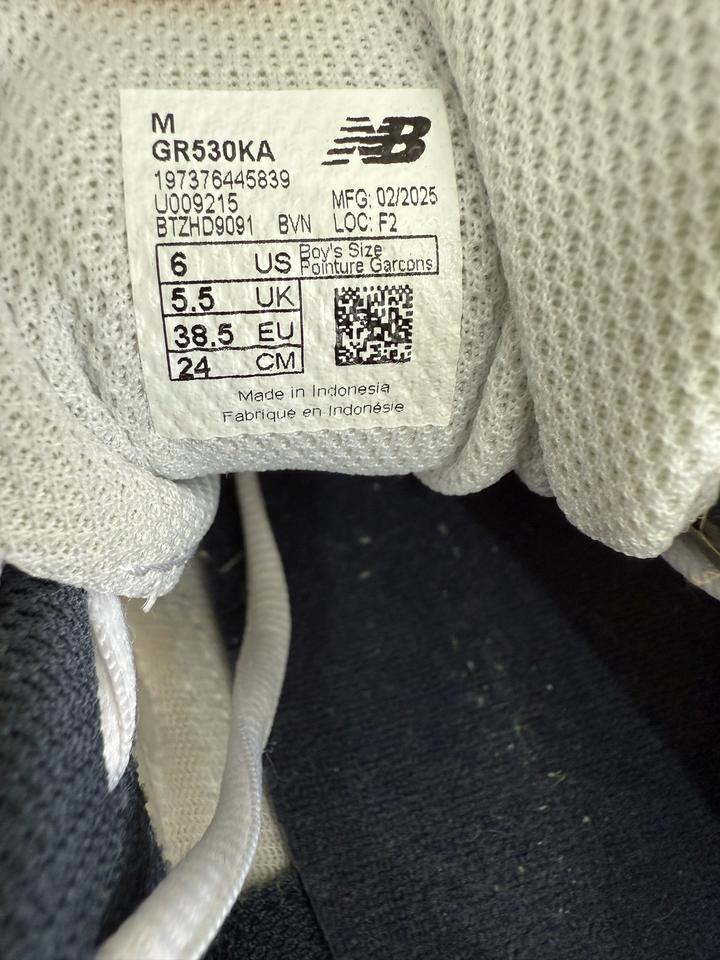 M
GR530KA
NB
197376445839
U009215 MFG: 02/2025
BTZHD9091 BVN LOC: F2
6 US Boy's Size
Pointure Garcons
5.5 UK
38.5 EU
24 CM
Made in Indonesia
Fabriqué en Indonésie